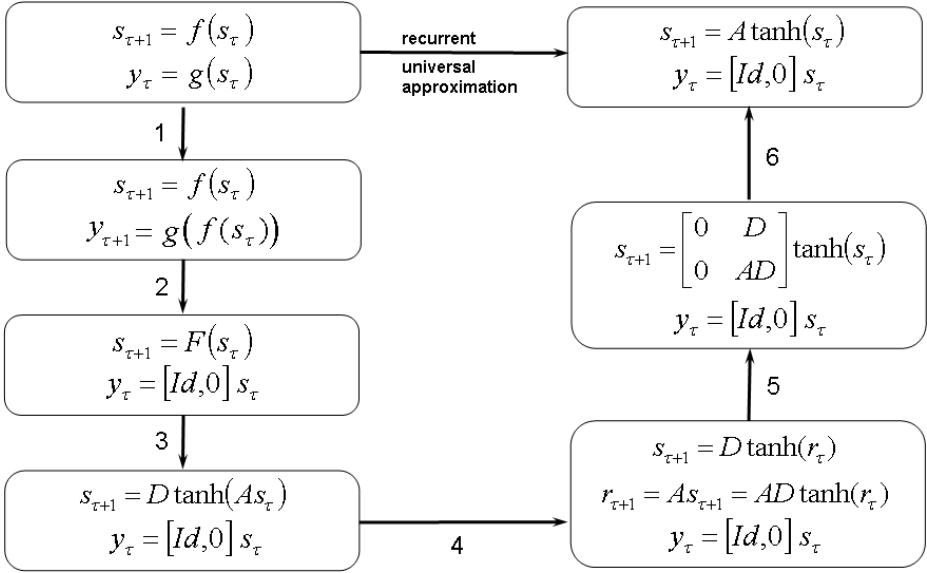 s_{τ+1} = f(s_τ)
y_τ = g(s_τ)
recurrent
universal
approximation
s_{τ+1} = A tanh(s_τ)
y_τ = [Id,0] s_τ
1
s_{τ+1} = f(s_τ)
y_{τ+1} = g(f(s_τ))
2
s_{τ+1} = F(s_τ)
y_τ = [Id,0] s_τ
3
s_{τ+1} = D tanh(As_τ)
y_τ = [Id,0] s_τ
4
s_{τ+1} = D tanh(r_τ)
r_{τ+1} = As_{τ+1} = AD tanh(r_τ)
y_τ = [Id,0] s_τ
5
s_{τ+1} = [0 D
0 AD] tanh(s_τ)
y_τ = [Id,0] s_τ
6